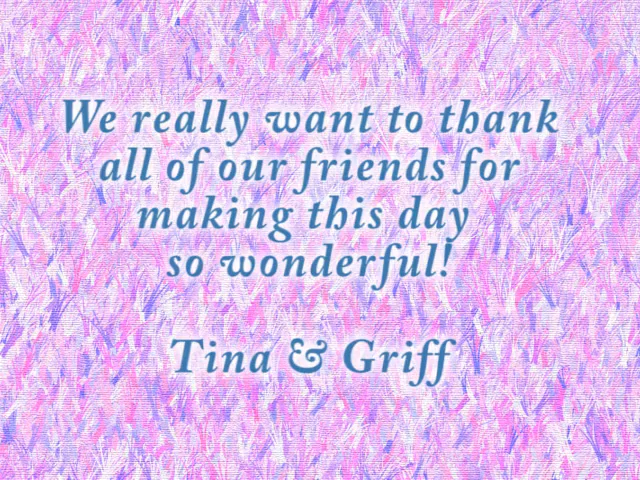 We really want to thank
all of our friends for
making this day
so wonderful!
Tina & Griff